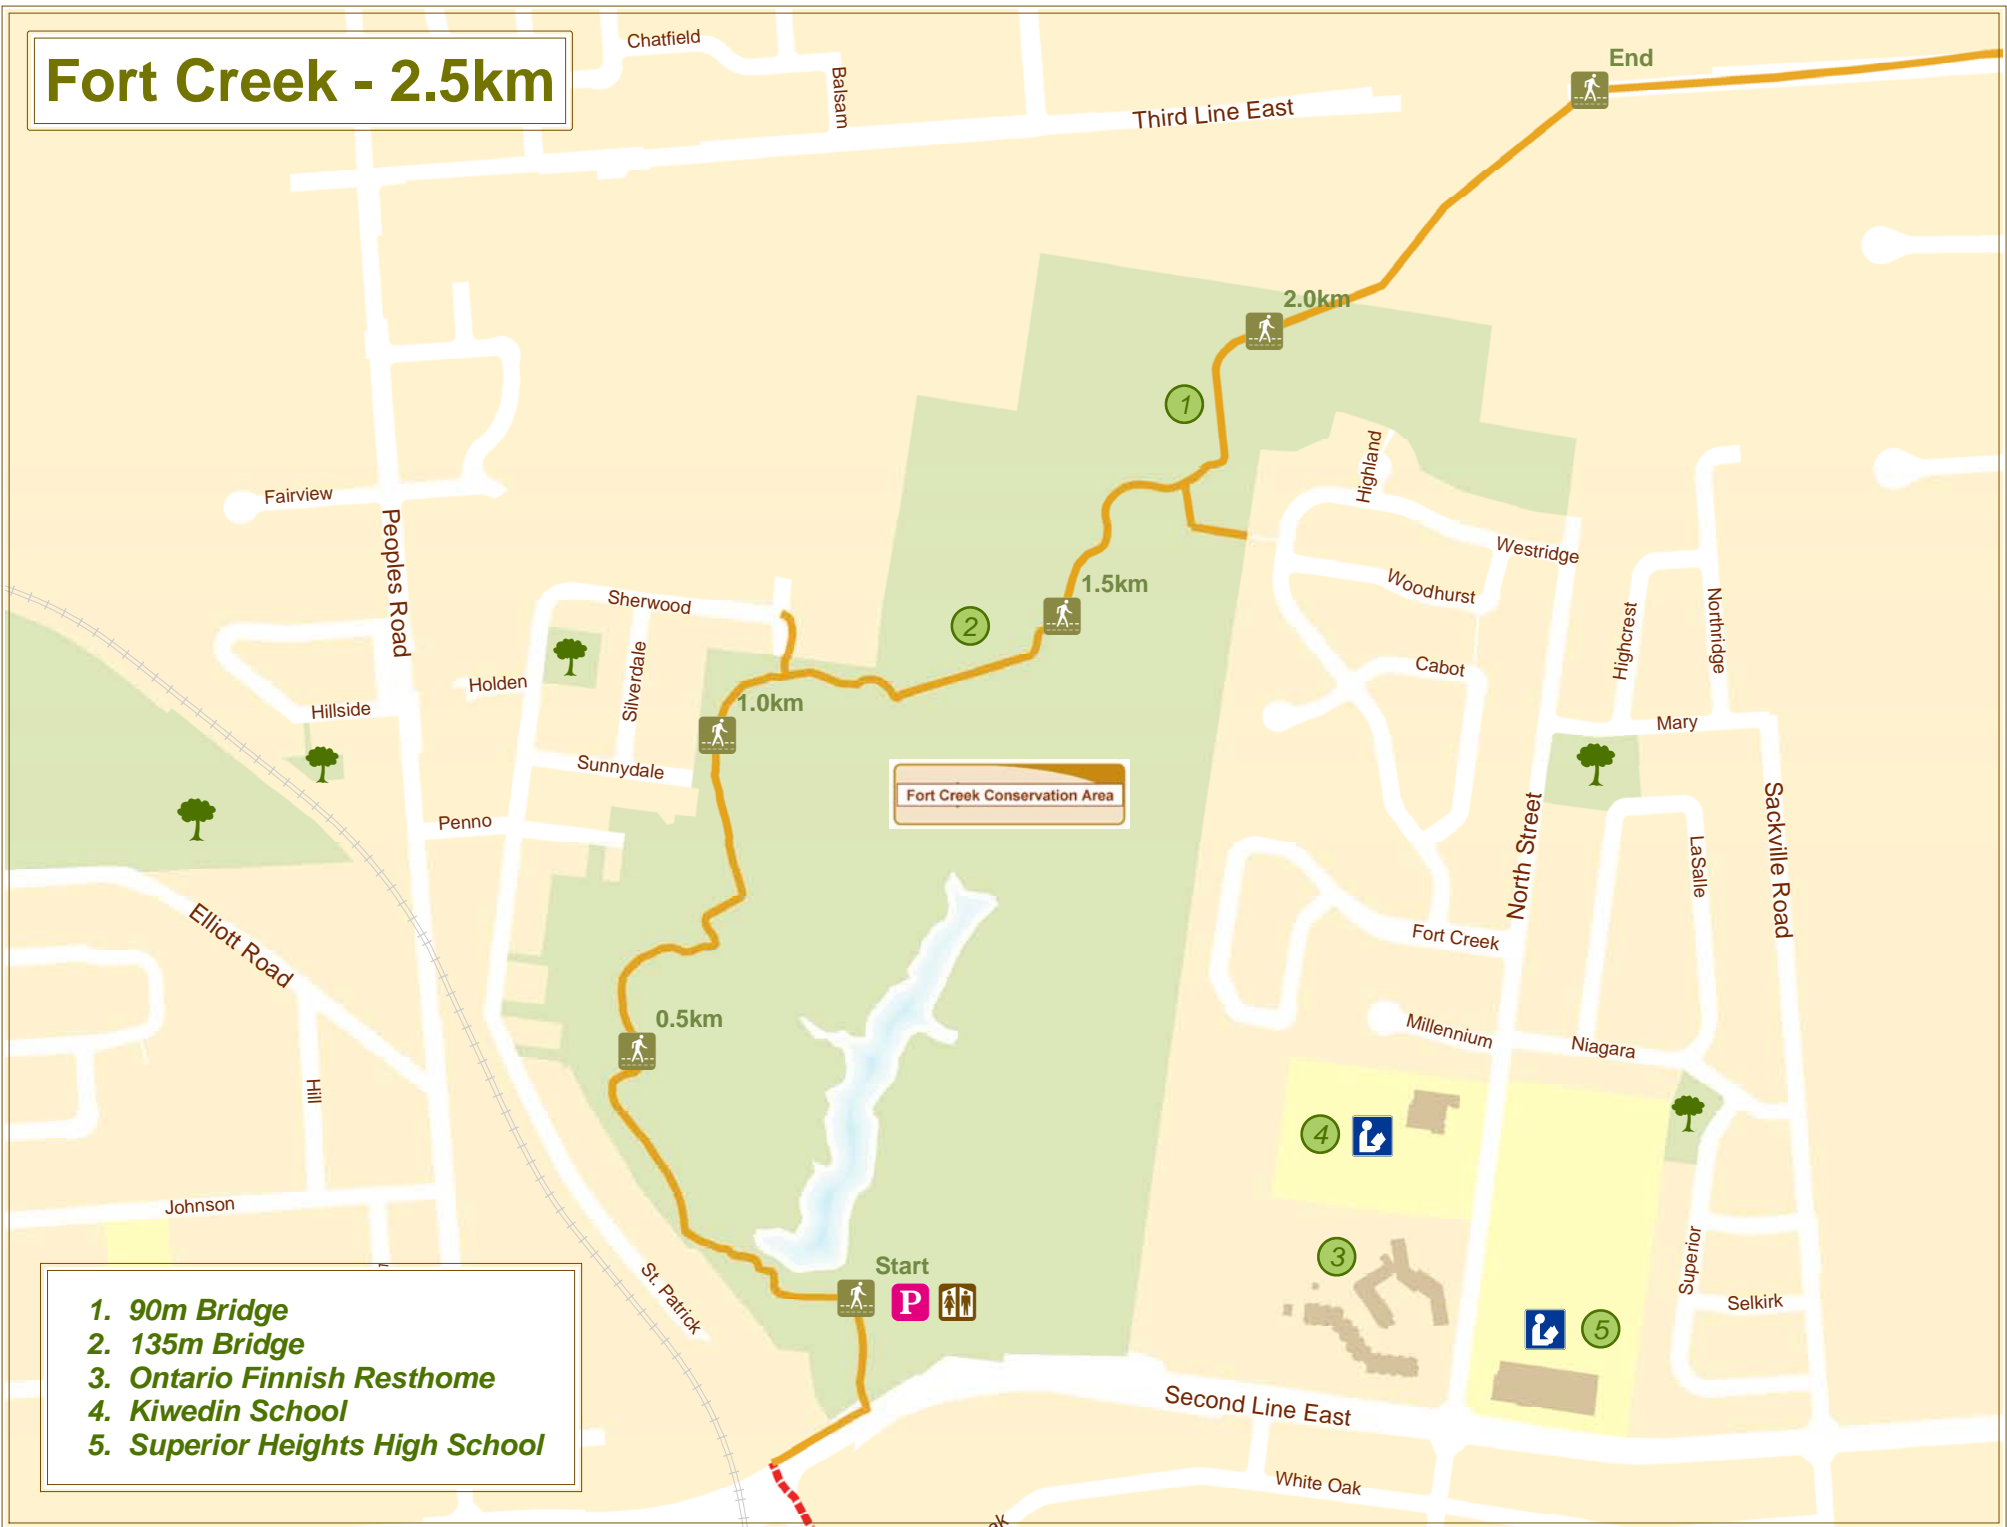 Fort Creek - 2.5km
Chatfield
Balsam
Third Line East
End
2.0km
1
Highland
Fairview
Peoples Road
Westridge
Woodhurst
1.5km
Sherwood
2
Highcrest
Northridge
Silverdale
Holden
Cabot
Hillside
1.0km
Mary
Sunnydale
Fort Creek Conservation Area
Penno
North Street
Sackville Road
LaSalle
Elliott Road
Fort Creek
0.5km
Millennium
Niagara
Hill
4
Johnson
3
Superior
Start
P
St. Patrick
Selkirk
5
Second Line East
White Oak
1. 90m Bridge
2. 135m Bridge
3. Ontario Finnish Resthome
4. Kiwedin School
5. Superior Heights High School